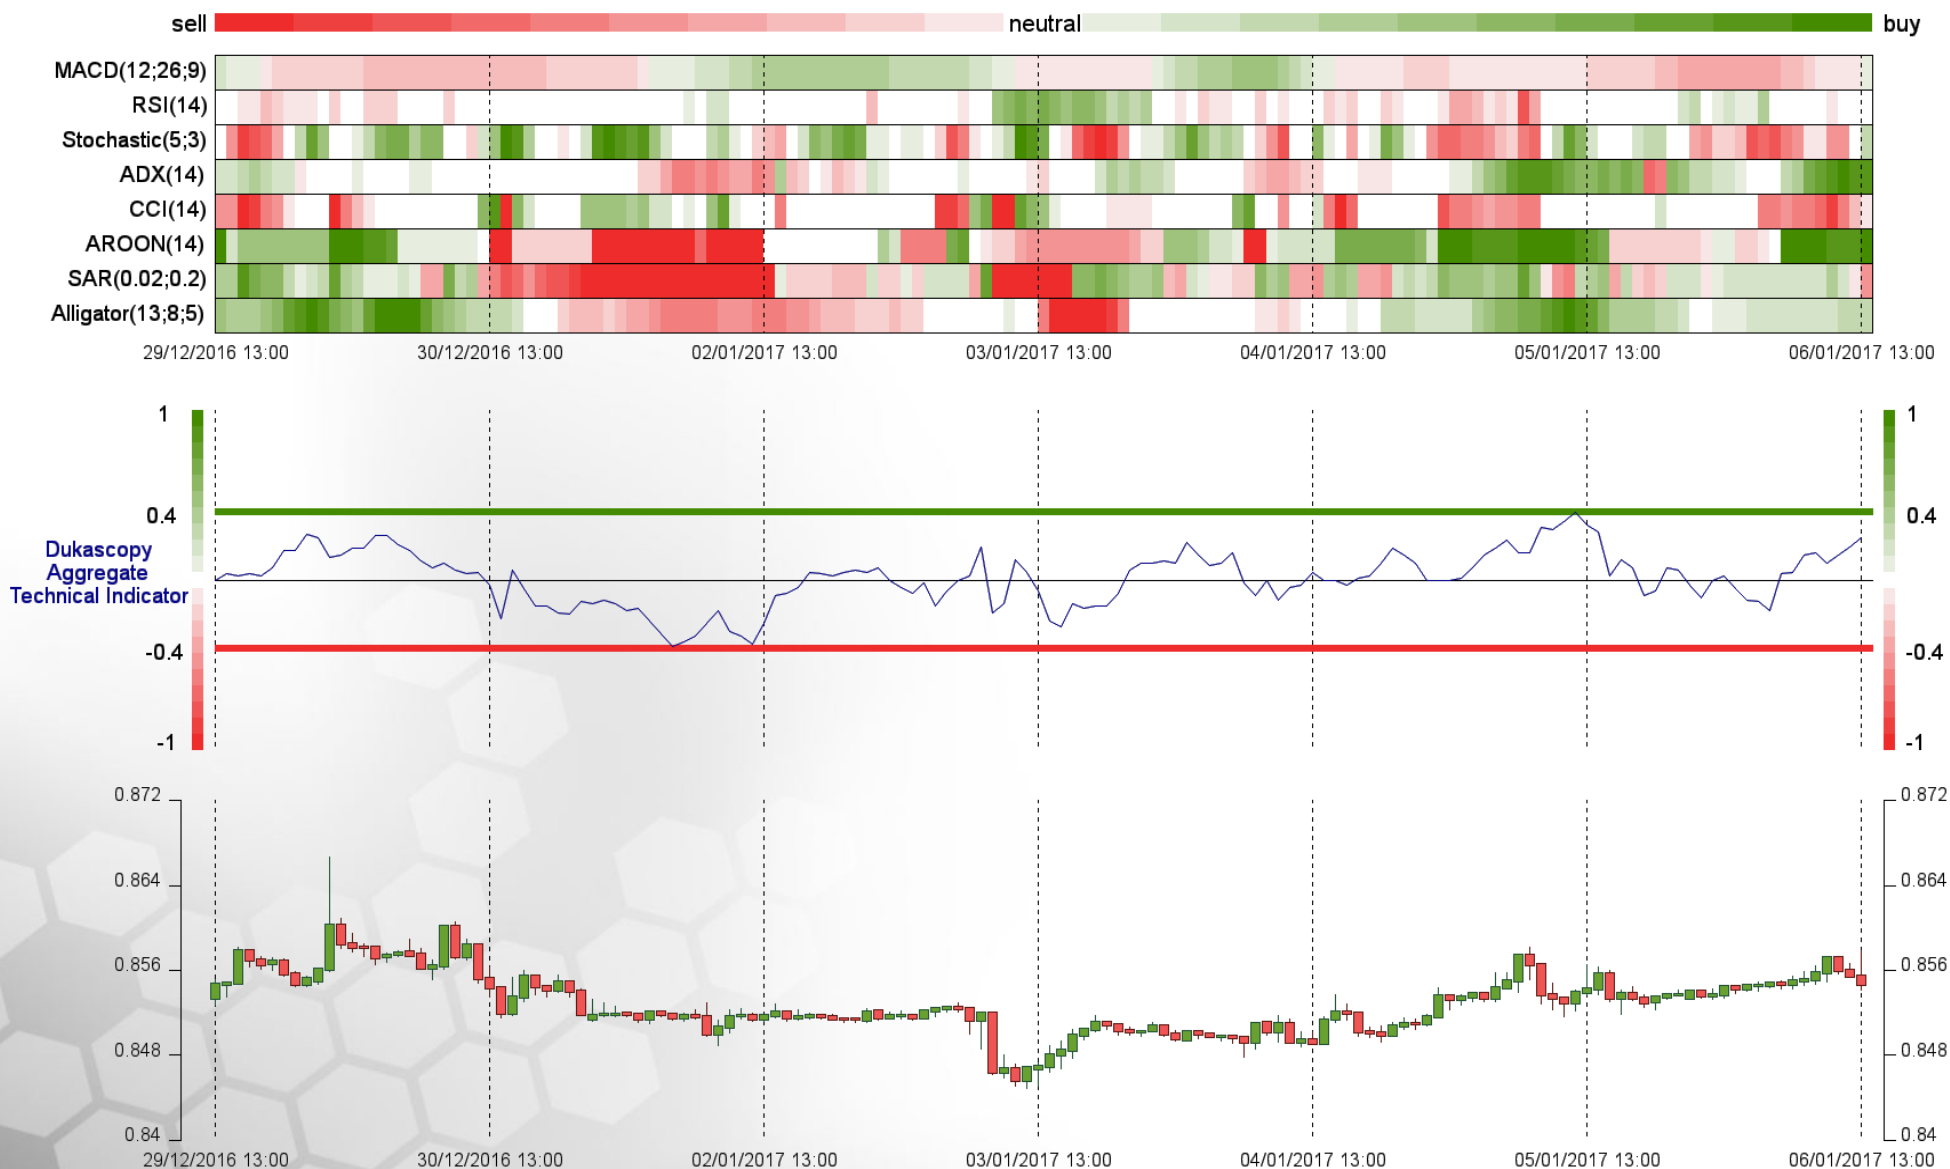 sell neutral buy
MACD(12;26;9)
RSI(14)
Stochastic(5;3)
ADX(14)
CCI(14)
AROON(14)
SAR(0.02;0.2)
Alligator(13;8;5)
29/12/2016 13:00 30/12/2016 13:00 02/01/2017 13:00 03/01/2017 13:00 04/01/2017 13:00 05/01/2017 13:00 06/01/2017 13:00
1 1
0.4 0.4
Dukascopy
Aggregate
Technical Indicator
-0.4 -0.4
-1 -1
0.872 0.872
0.864 0.864
0.856 0.856
0.848 0.848
0.84 0.84
29/12/2016 13:00 30/12/2016 13:00 02/01/2017 13:00 03/01/2017 13:00 04/01/2017 13:00 05/01/2017 13:00 06/01/2017 13:00